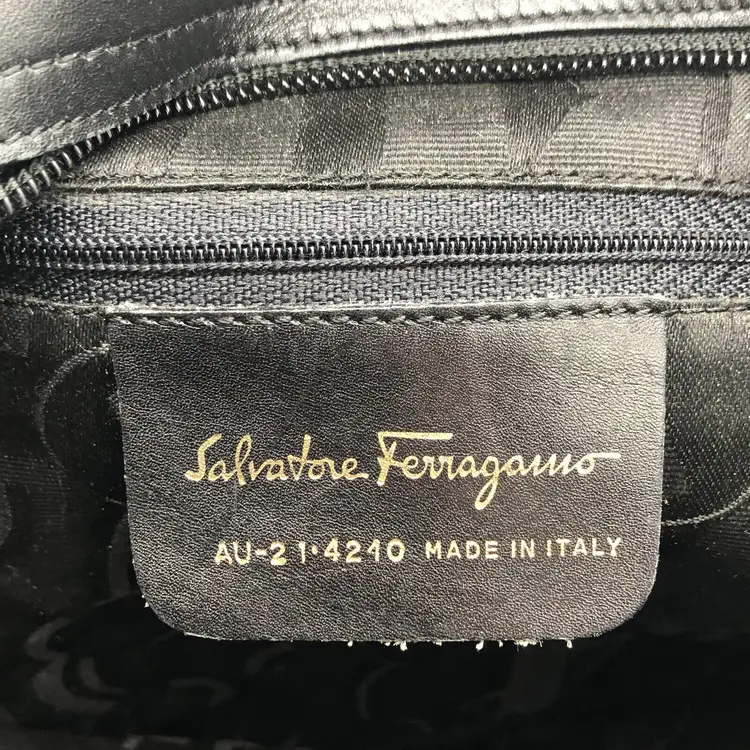 Salvatore Ferragamo
AU-21·4240 MADE IN ITALY